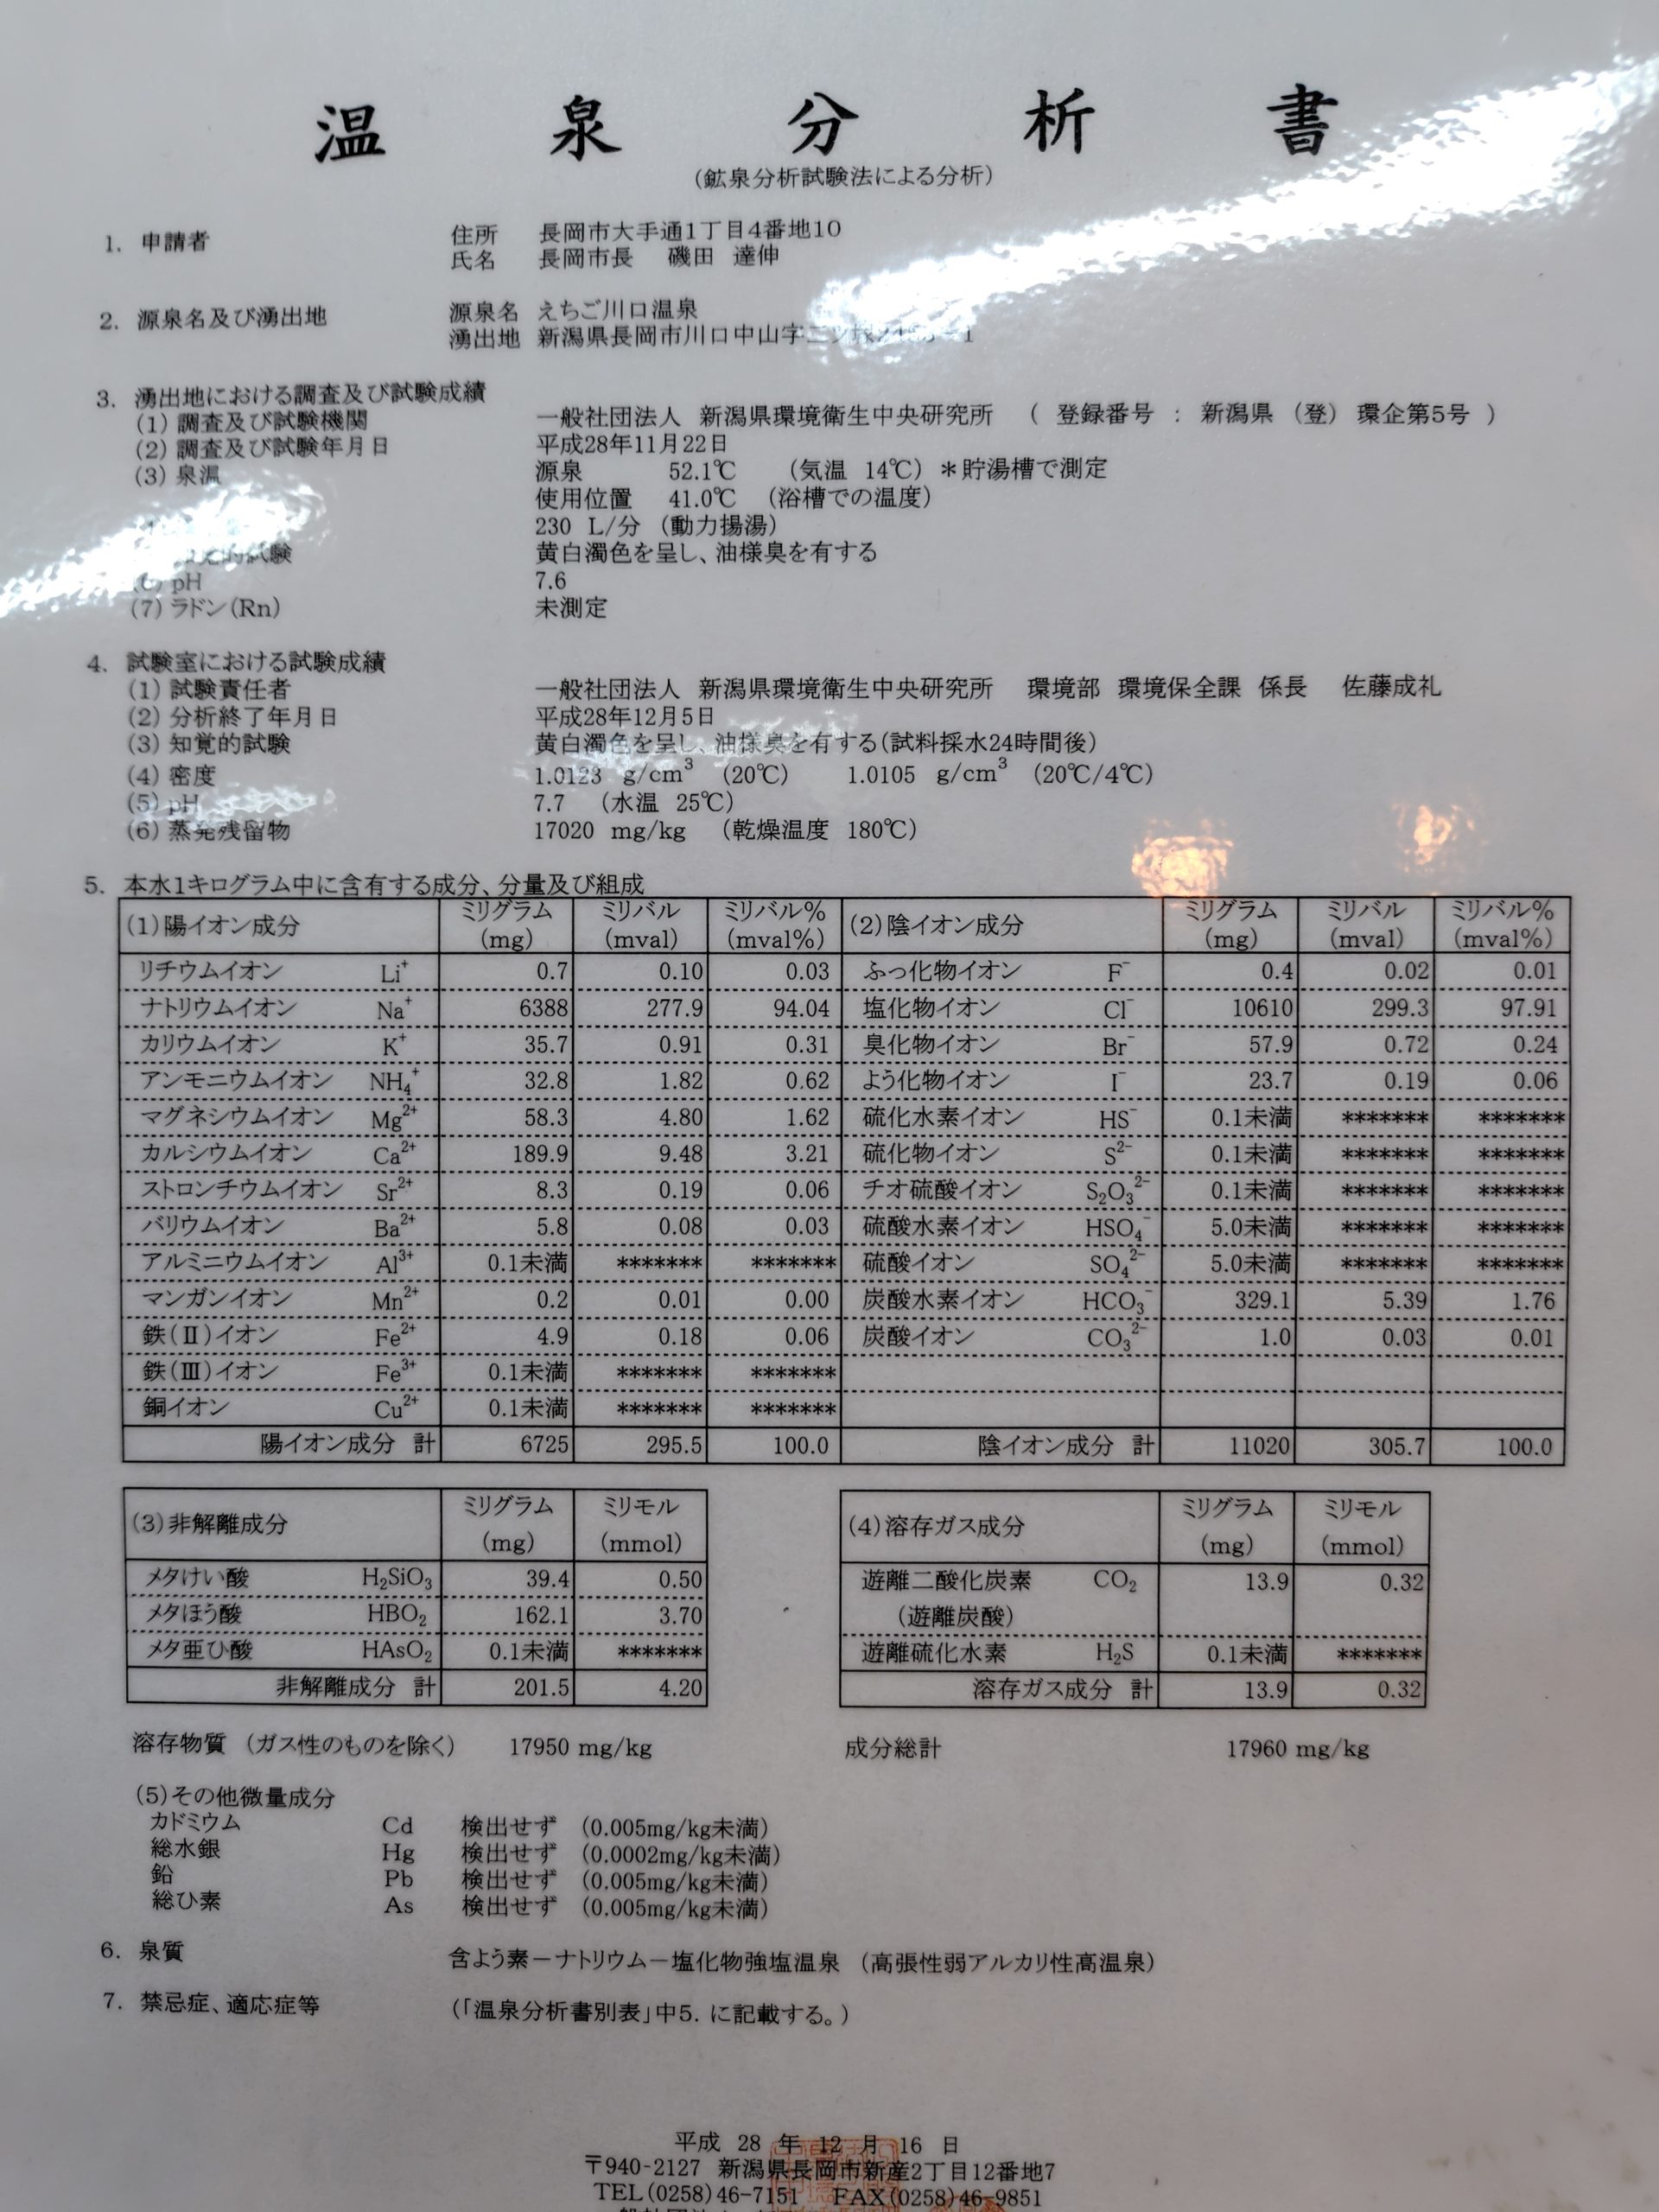 温泉分析書
（鉱泉分析試験法による分析）
1. 申請者 住所 長岡市大手通1丁目4番地10
氏名 長岡市長 磯田 達伸
2. 源泉名及び湧出地 源泉名 えちご川口温泉
湧出地 新潟県長岡市川口中山字
3. 湧出地における調査及び試験成績
(1) 調査及び試験機関 一般社団法人 新潟県環境衛生中央研究所 ( 登録番号 : 新潟県 (登) 環企第5号 )
(2) 調査及び試験年月日 平成28年11月22日
(3) 泉温 源泉 52.1℃ (気温 14℃) *貯湯槽で測定
使用位置 41.0℃ (浴槽での温度)
230 L/分 (動力揚湯)
的試験 黄白濁色を呈し、油様臭を有する
(6) pH 7.6
(7) ラドン(Rn) 未測定
4. 試験室における試験成績
(1) 試験責任者 一般社団法人 新潟県環境衛生中央研究所 環境部 環境保全課 係長 佐藤成礼
(2) 分析終了年月日 平成28年12月5日
(3) 知覚的試験 黄白濁色を呈し、油様臭を有する(試料採水24時間後)
(4) 密度 1.0123 g/cm³ (20℃) 1.0105 g/cm³ (20℃/4℃)
(5) pH 7.7 (水温 25℃)
(6) 蒸発残留物 17020 mg/kg (乾燥温度 180℃)
5. 本水1キログラム中に含有する成分、分量及び組成
(1)陽イオン成分 ミリグラム(mg) ミリバル(mval) ミリバル%(mval%) (2)陰イオン成分 ミリグラム(mg) ミリバル(mval) ミリバル%(mval%)
リチウムイオン Li⁺ 0.7 0.10 0.03 ふっ化物イオン F⁻ 0.4 0.02 0.01
ナトリウムイオン Na⁺ 6388 277.9 94.04 塩化物イオン Cl⁻ 10610 299.3 97.91
カリウムイオン K⁺ 35.7 0.91 0.31 臭化物イオン Br⁻ 57.9 0.72 0.24
アンモニウムイオン NH₄⁺ 32.8 1.82 0.62 よう化物イオン I⁻ 23.7 0.19 0.06
マグネシウムイオン Mg²⁺ 58.3 4.80 1.62 硫化水素イオン HS⁻ 0.1未満 ******* *******
カルシウムイオン Ca²⁺ 189.9 9.48 3.21 硫化物イオン S²⁻ 0.1未満 ******* *******
ストロンチウムイオン Sr²⁺ 8.3 0.19 0.06 チオ硫酸イオン S₂O₃²⁻ 0.1未満 ******* *******
バリウムイオン Ba²⁺ 5.8 0.08 0.03 硫酸水素イオン HSO₄⁻ 5.0未満 ******* *******
アルミニウムイオン Al³⁺ 0.1未満 ******* ******* 硫酸イオン SO₄²⁻ 5.0未満 ******* *******
マンガンイオン Mn²⁺ 0.2 0.01 0.00 炭酸水素イオン HCO₃⁻ 329.1 5.39 1.76
鉄(Ⅱ)イオン Fe²⁺ 4.9 0.18 0.06 炭酸イオン CO₃²⁻ 1.0 0.03 0.01
鉄(Ⅲ)イオン Fe³⁺ 0.1未満 ******* *******
銅イオン Cu²⁺ 0.1未満 ******* *******
陽イオン成分 計 6725 295.5 100.0 陰イオン成分 計 11020 305.7 100.0
(3)非解離成分 ミリグラム(mg) ミリモル(mmol) (4)溶存ガス成分 ミリグラム(mg) ミリモル(mmol)
メタけい酸 H₂SiO₃ 39.4 0.50 遊離二酸化炭素 CO₂ 13.9 0.32
メタほう酸 HBO₂ 162.1 3.70 (遊離炭酸)
メタ亜ひ酸 HAsO₂ 0.1未満 ******* 遊離硫化水素 H₂S 0.1未満 *******
非解離成分 計 201.5 4.20 溶存ガス成分 計 13.9 0.32
溶存物質 (ガス性のものを除く) 17950 mg/kg 成分総計 17960 mg/kg
(5)その他微量成分
カドミウム Cd 検出せず (0.005mg/kg未満)
総水銀 Hg 検出せず (0.0002mg/kg未満)
鉛 Pb 検出せず (0.005mg/kg未満)
総ひ素 As 検出せず (0.005mg/kg未満)
6. 泉質 含よう素－ナトリウム－塩化物強塩温泉 (高張性弱アルカリ性高温泉)
7. 禁忌症、適応症等 (「温泉分析書別表」中5. に記載する。)
平成 28 年 12 月 16 日
〒940-2127 新潟県長岡市新産2丁目12番地7
TEL(0258)46-7151 FAX(0258)46-9851